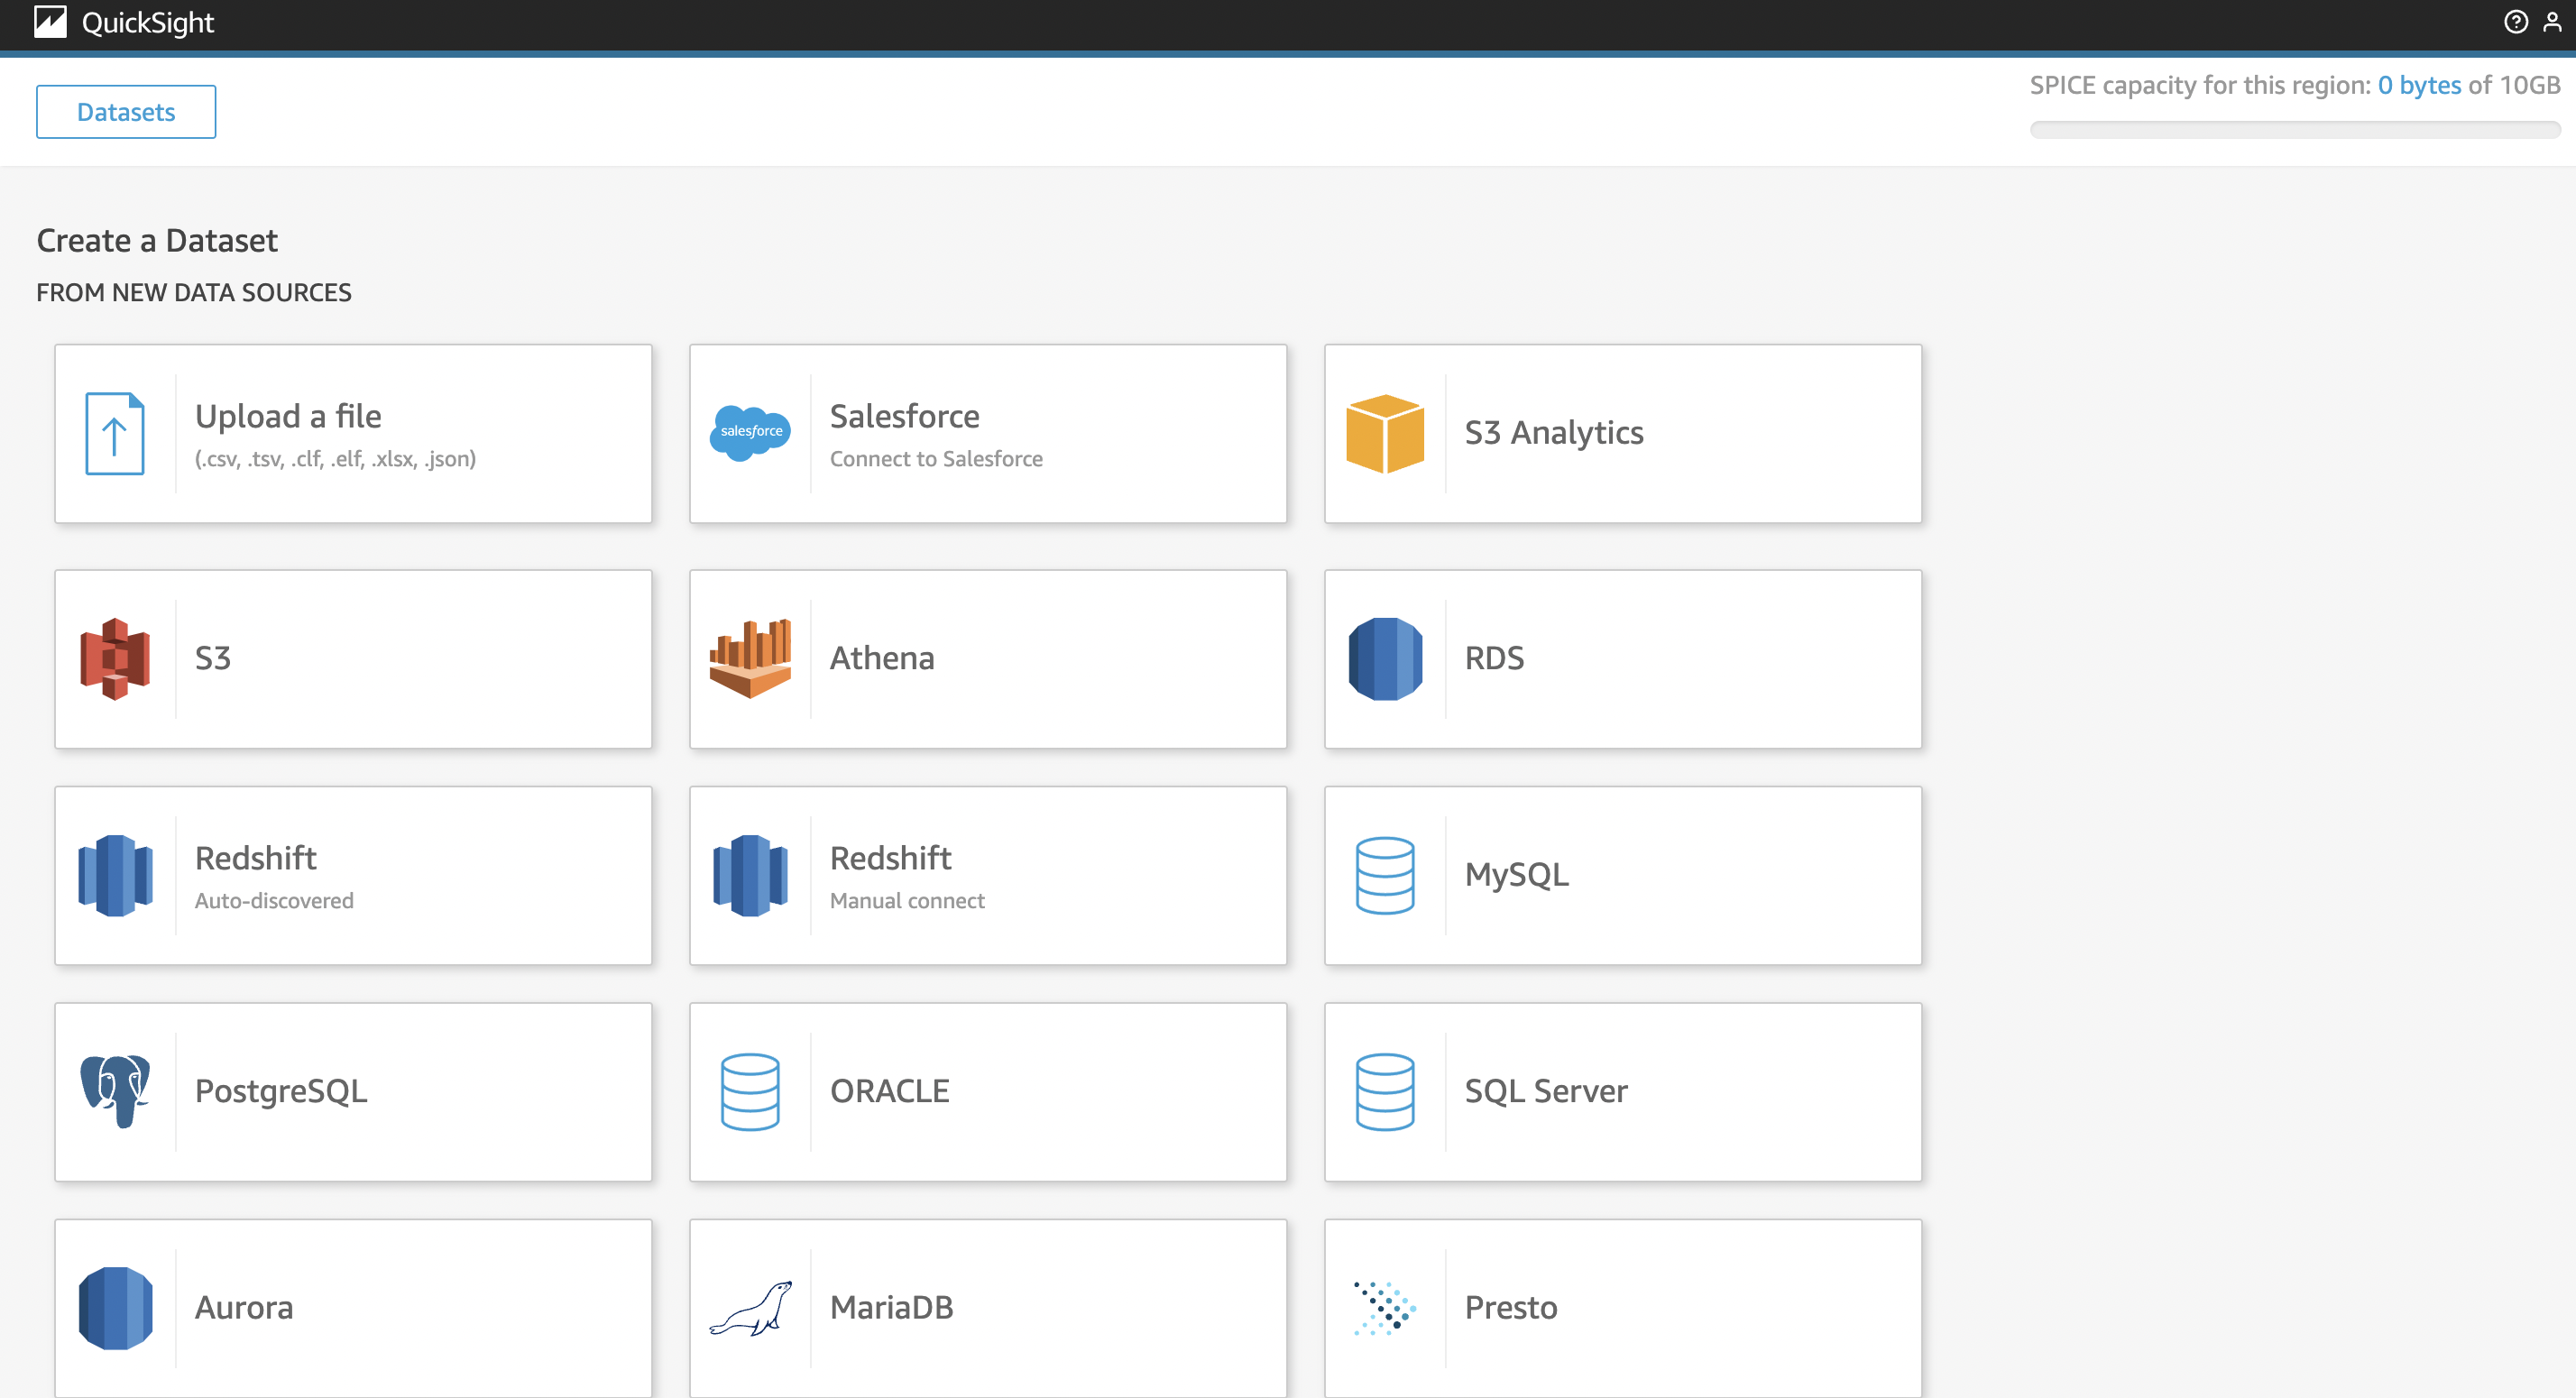 QuickSight
Datasets
SPICE capacity for this region: 0 bytes of 10GB
Create a Dataset
FROM NEW DATA SOURCES
Upload a file
(.csv, .tsv, .clf, .elf, .xlsx, .json)
salesforce
Salesforce
Connect to Salesforce
S3 Analytics
S3
Athena
RDS
Redshift
Auto-discovered
Redshift
Manual connect
MySQL
PostgreSQL
ORACLE
SQL Server
Aurora
MariaDB
Presto